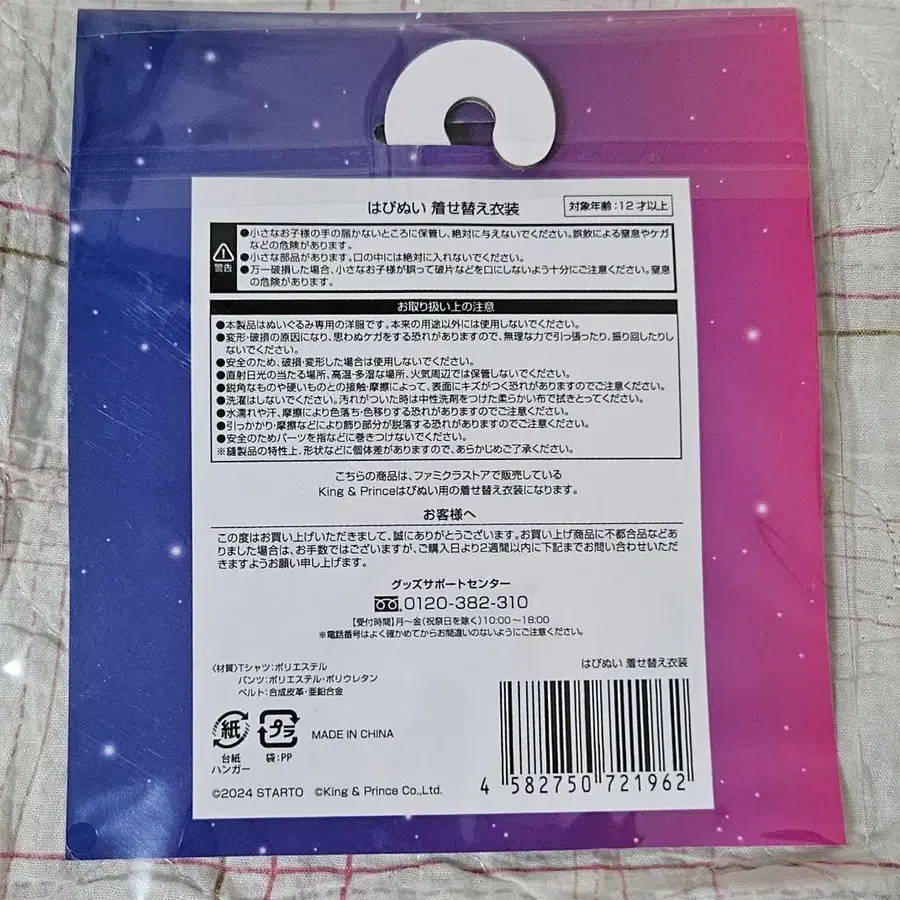 はぴぬい 着せ替え衣装
対象年齢:12才以上
警告
●小さなお子様の手の届かないところに保管し、絶対に与えないでください。誤飲による窒息やケガ
などの危険があります。
●小さな部品があります。口の中には絶対に入れないでください。
●万一破損した場合、小さなお子様が誤って破片などを口にしないよう十分にご注意ください。窒息
の危険があります。
お取り扱い上の注意
●本製品はぬいぐるみ専用の洋服です。本来の用途以外には使用しないでください。
●変形・破損の原因になり、思わぬケガをする恐れがありますので、無理な力で引っ張ったり、振り回したりし
ないでください。
●安全のため、破損・変形した場合は使用しないでください。
●直射日光の当たる場所、高温・多湿な場所、火気周辺では保管しないでください。
●鋭角なものや硬いものとの接触・摩擦によって、表面にキズがつく恐れがありますのでご注意ください。
●洗濯はしないでください。汚れがついた時は中性洗剤をつけた柔らかい布で拭きとってください。
●水濡れや汗、摩擦により色落ち・色移りする恐れがありますのでご注意ください。
●引っかかり・摩擦などにより飾り部分が脱落する恐れがありますのでご注意ください。
●安全のためパーツを指などに巻きつけないでください。
※縫製品の特性上、形状などに個体差がありますので、あらかじめご了承ください。
こちらの商品は、ファミクラストアで販売している
King & Princeはぴぬい用の着せ替え衣装になります。
お客様へ
この度はお買い上げいただきまして、誠にありがとうございます。お買い上げ商品に不都合品などあ
りました場合は、お手数ではございますが、ご購入日より2週間以内に下記までお問い合わせいただ
きますようお願い申し上げます。
グッズサポートセンター
0120-382-310
【受付時間】月〜金(祝祭日を除く)10:00〜18:00
※電話番号はよく確かめてからお間違いのないようにご注意ください。
〈材質〉Tシャツ:ポリエステル
パンツ:ポリエステル・ポリウレタン
ベルト:合成皮革・亜鉛合金
はぴぬい 着せ替え衣装
紙
プラ
MADE IN CHINA
台紙
ハンガー
袋:PP
4 582750 721962
©2024 STARTO ©King & Prince Co.,Ltd.